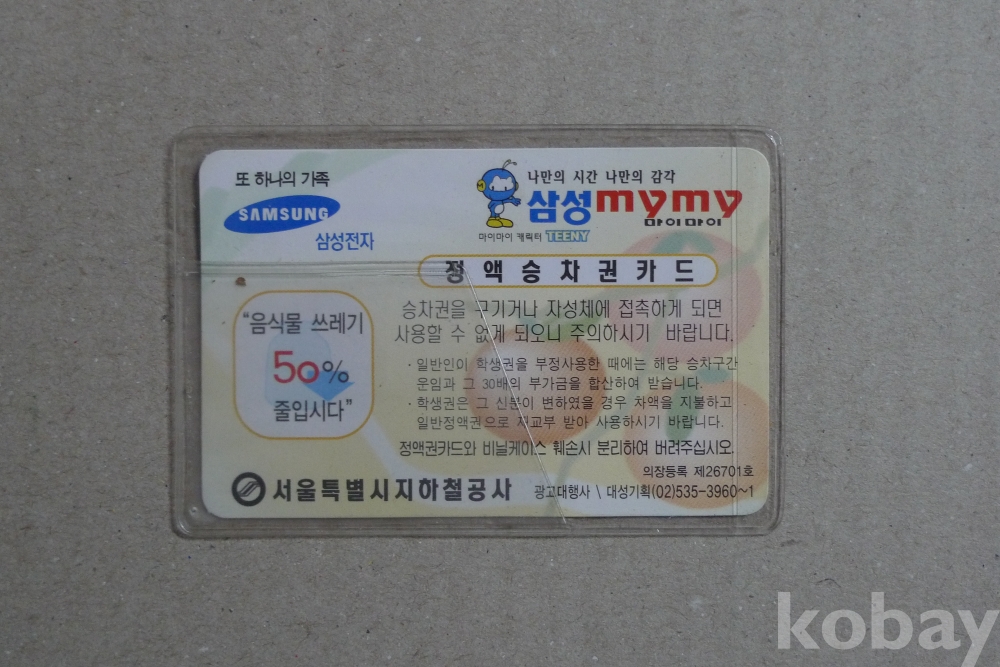 또 하나의 가족
SAMSUNG
삼성전자
나만의 시간 나만의 감각
삼성 mymy
마이마이
마이마이 캐릭터 TEENY
정액승차권카드
"음식물 쓰레기
50%
줄입시다"
승차권을 구기거나 자성체에 접촉하게 되면
사용할 수 없게 되오니 주의하시기 바랍니다.
· 일반인이 학생권을 부정사용한 때에는 해당 승차구간
운임과 그 30배의 부가금을 합산하여 받습니다.
· 학생권은 그 신분이 변하였을 경우 차액을 지불하고
일반정액권으로 재교부 받아 사용하시기 바랍니다.
정액권카드와 비닐케이스 훼손시 분리하여 버려주십시오.
의장등록 제26701호
서울특별시지하철공사
광고대행사 \ 대성기획(02)535-3960~1
kobay